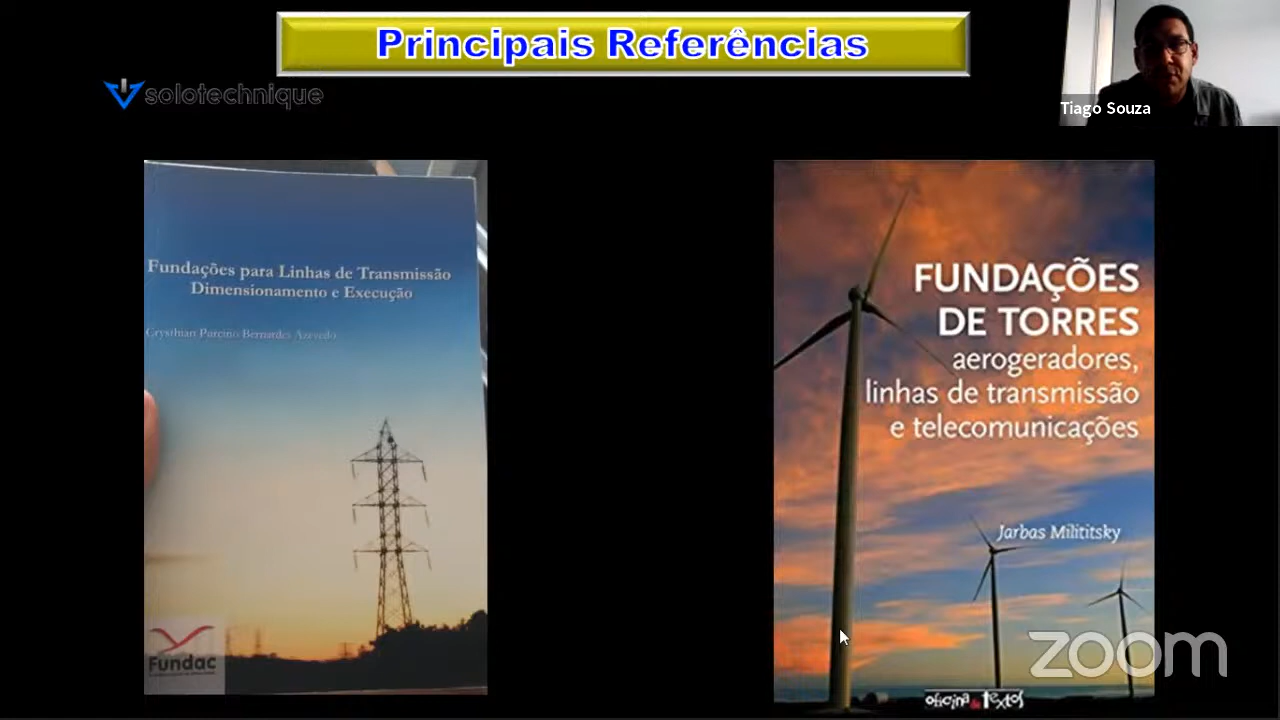 Principais Referências
solotechnique
Tiago Souza
Fundações para Linhas de Transmissão
Dimensionamento e Execução
Crysthian Purcino Bernardes Azevedo
Fundac
FUNDAÇÕES
DE TORRES
aerogeradores,
linhas de transmissão
e telecomunicações
Jarbas Milititsky
oficina de textos
zoom